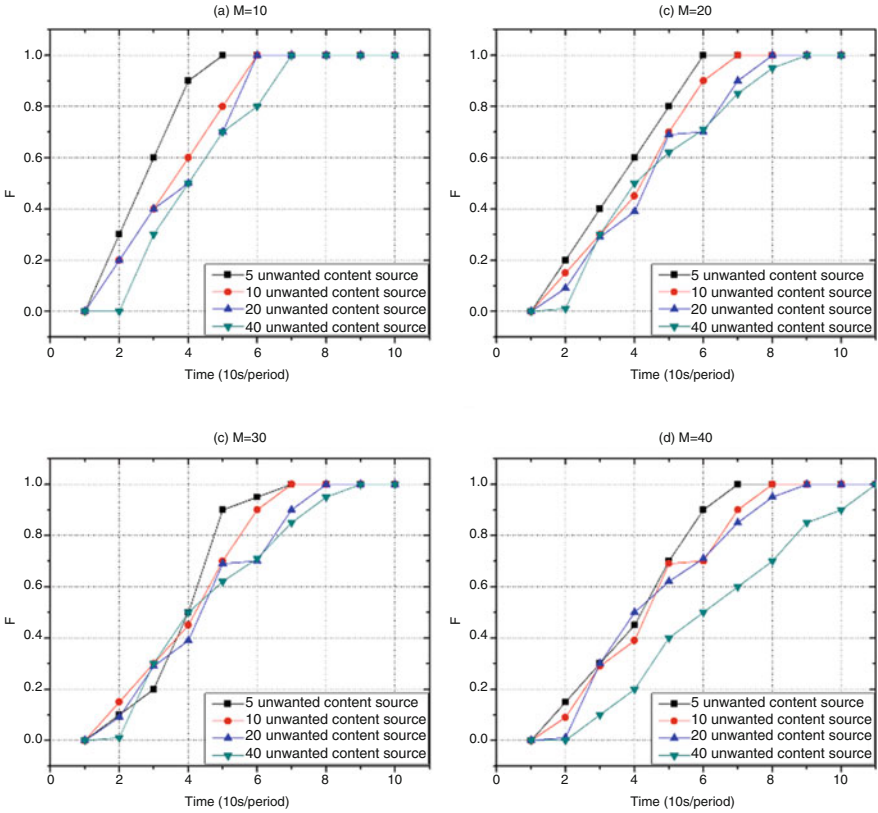 (a) M=10
1.0
0.8
0.6
0.4
0.2
0.0
F
5 unwanted content source
10 unwanted content source
20 unwanted content source
40 unwanted content source
0 2 4 6 8 10
Time (10s/period)
(c) M=20
1.0
0.8
0.6
0.4
0.2
0.0
F
5 unwanted content source
10 unwanted content source
20 unwanted content source
40 unwanted content source
0 2 4 6 8 10
Time (10s/period)
(c) M=30
1.0
0.8
0.6
0.4
0.2
0.0
F
5 unwanted content source
10 unwanted content source
20 unwanted content source
40 unwanted content source
0 2 4 6 8 10
Time (10s/period)
(d) M=40
1.0
0.8
0.6
0.4
0.2
0.0
F
5 unwanted content source
10 unwanted content source
20 unwanted content source
40 unwanted content source
0 2 4 6 8 10
Time (10s/period)